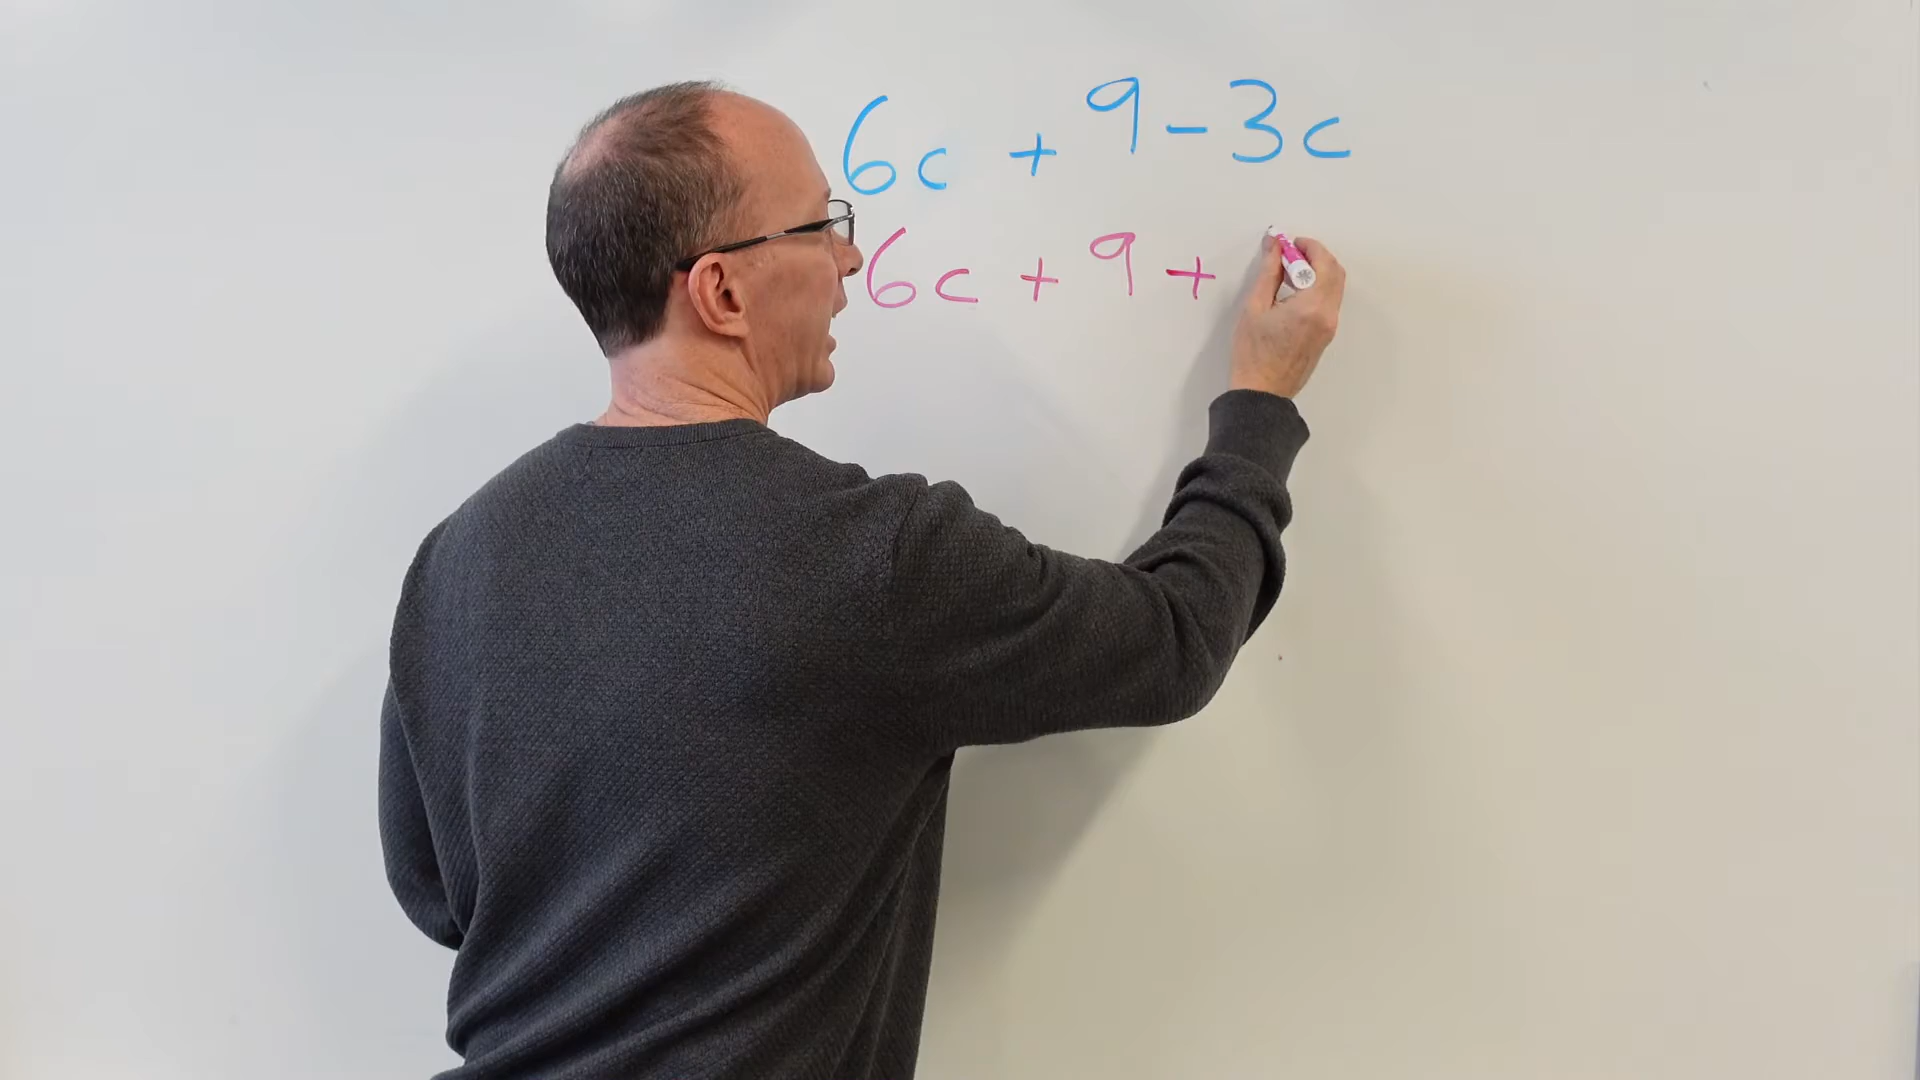 6c + 9 - 3c
6c + 9 +